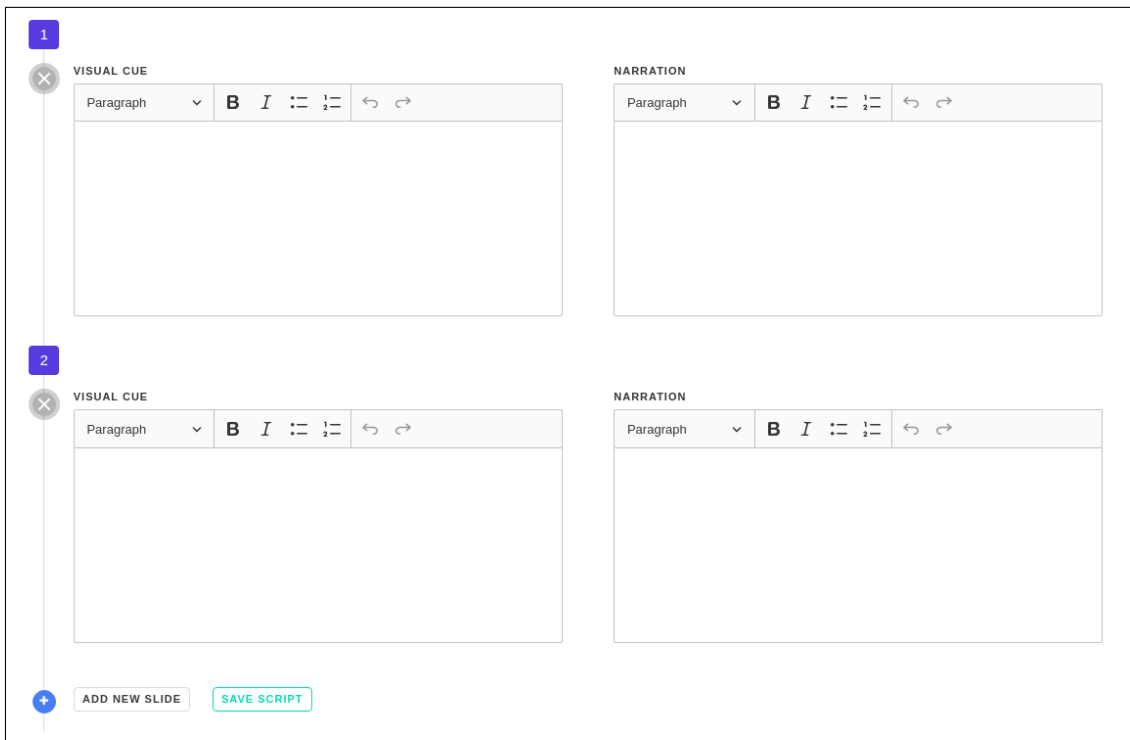 1
VISUAL CUE
Paragraph B I
NARRATION
Paragraph B I
2
VISUAL CUE
Paragraph B I
NARRATION
Paragraph B I
ADD NEW SLIDE
SAVE SCRIPT